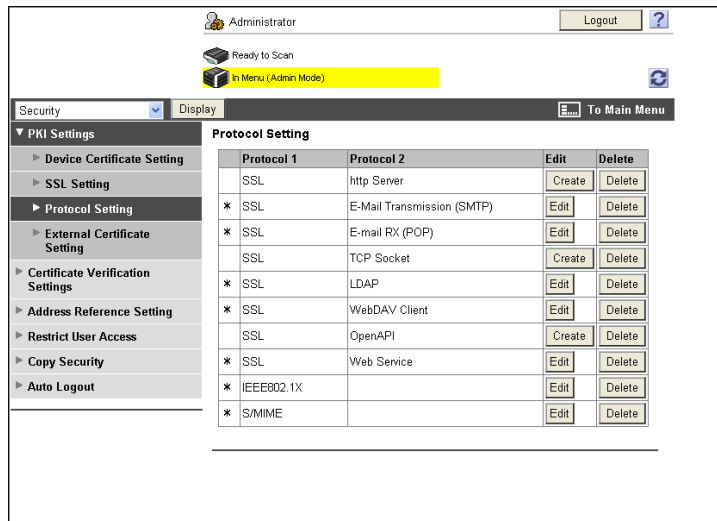 Administrator
Logout
?
Ready to Scan
In Menu (Admin Mode)
Security
Display
To Main Menu
PKI Settings
Device Certificate Setting
SSL Setting
Protocol Setting
External Certificate
Setting
Certificate Verification
Settings
Address Reference Setting
Restrict User Access
Copy Security
Auto Logout
Protocol Setting
Protocol 1 Protocol 2 Edit Delete
SSL http Server Create Delete
* SSL E-Mail Transmission (SMTP) Edit Delete
* SSL E-mail RX (POP) Edit Delete
SSL TCP Socket Create Delete
* SSL LDAP Edit Delete
* SSL WebDAV Client Edit Delete
SSL OpenAPI Create Delete
* SSL Web Service Edit Delete
* IEEE802.1X Edit Delete
* S/MIME Edit Delete